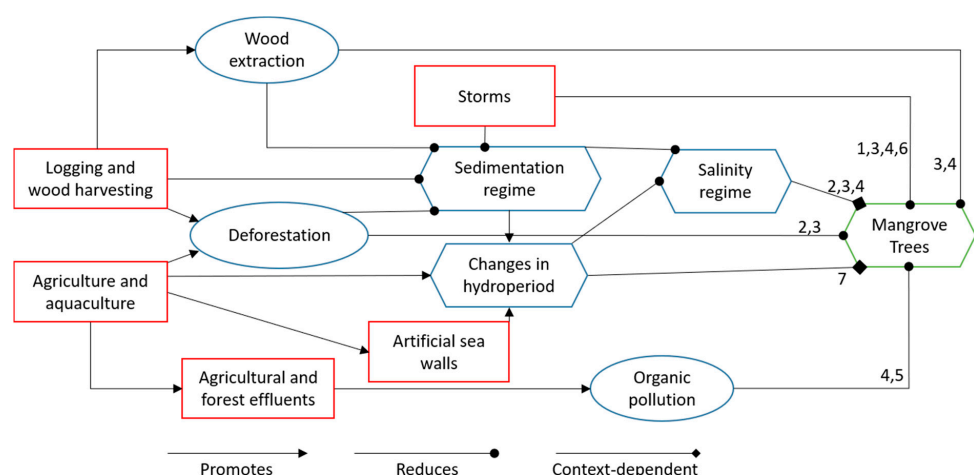 Wood
extraction
Storms
1,3,4,6
3,4
Logging and
wood harvesting
Sedimentation
regime
Salinity
regime
2,3,4
Deforestation
2,3
Mangrove
Trees
Agriculture and
aquaculture
Changes in
hydroperiod
7
Artificial sea
walls
Agricultural and
forest effluents
Organic
pollution
4,5
Promotes
Reduces
Context-dependent